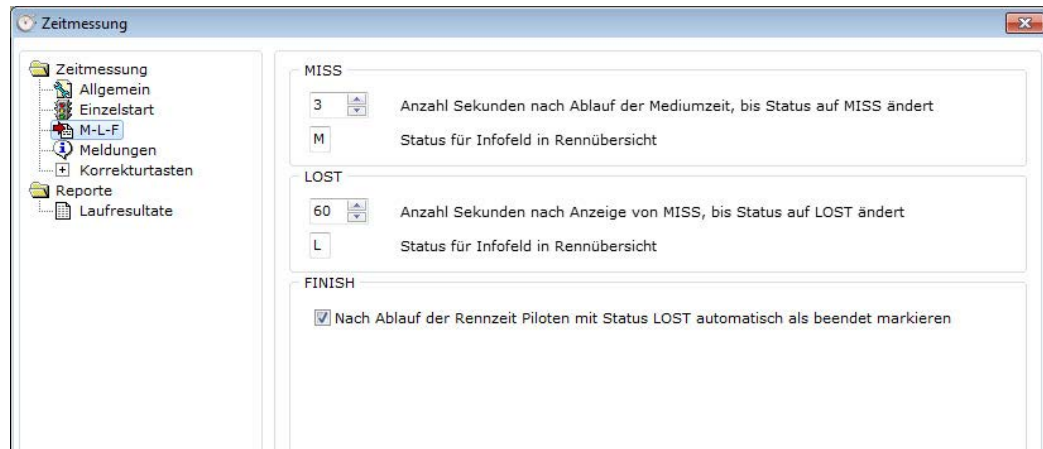 Zeitmessung
Zeitmessung
Allgemein
Einzelstart
M-L-F
Meldungen
Korrekturtasten
Reporte
Laufresultate
MISS
3 Anzahl Sekunden nach Ablauf der Mediumzeit, bis Status auf MISS ändert
M Status für Infofeld in Rennübersicht
LOST
60 Anzahl Sekunden nach Anzeige von MISS, bis Status auf LOST ändert
L Status für Infofeld in Rennübersicht
FINISH
Nach Ablauf der Rennzeit Piloten mit Status LOST automatisch als beendet markieren